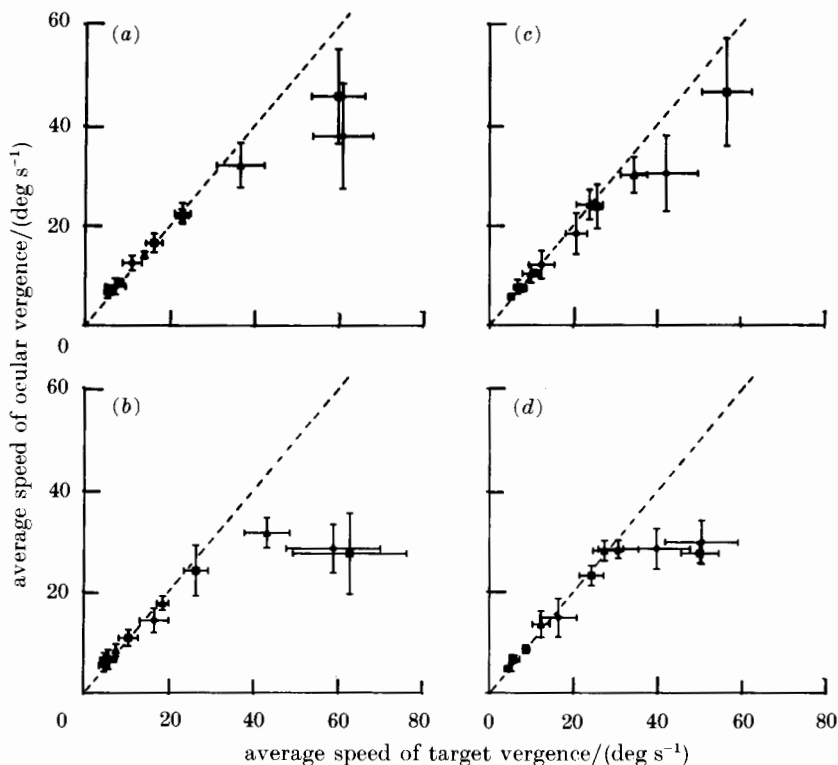 60
40
20
0
(a)
(c)
60
40
20
0
(b)
(d)
0 20 40 60 80
0 20 40 60 80
average speed of ocular vergence/(deg s⁻¹)
average speed of target vergence/(deg s⁻¹)